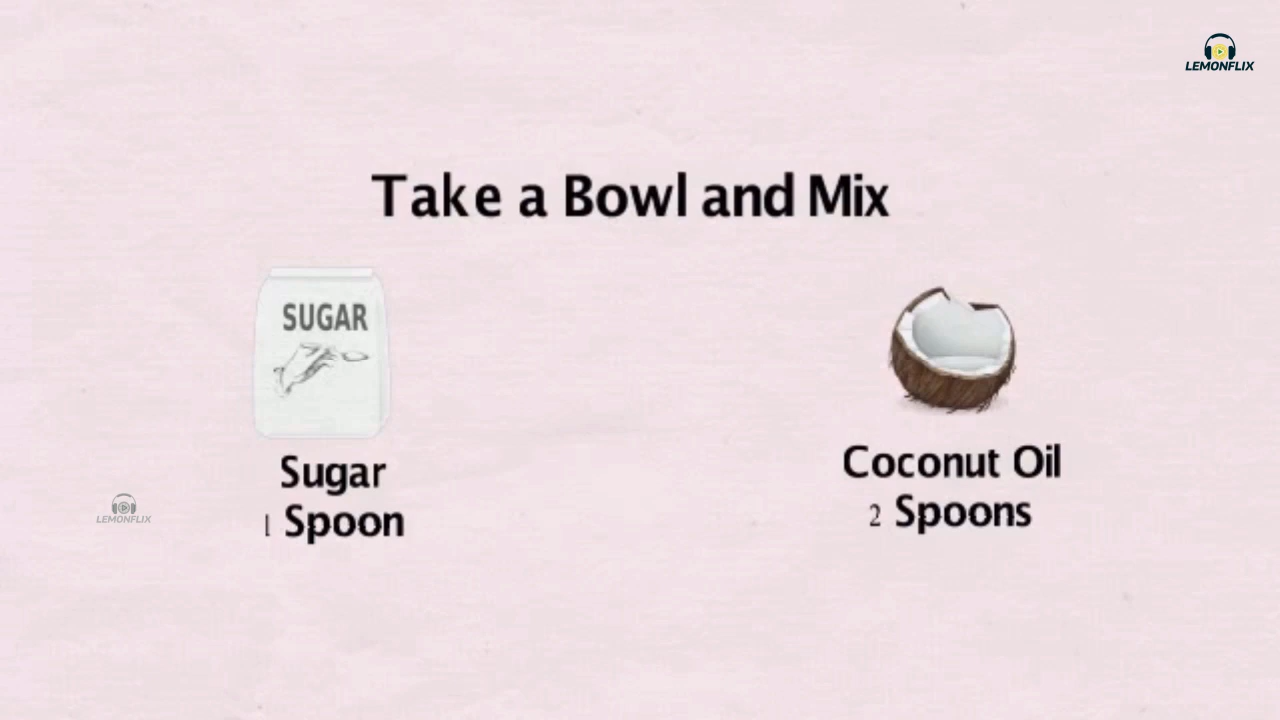 LEMONFLIX
Take a Bowl and Mix
SUGAR
Sugar
1 Spoon
Coconut Oil
2 Spoons
LEMONFLIX